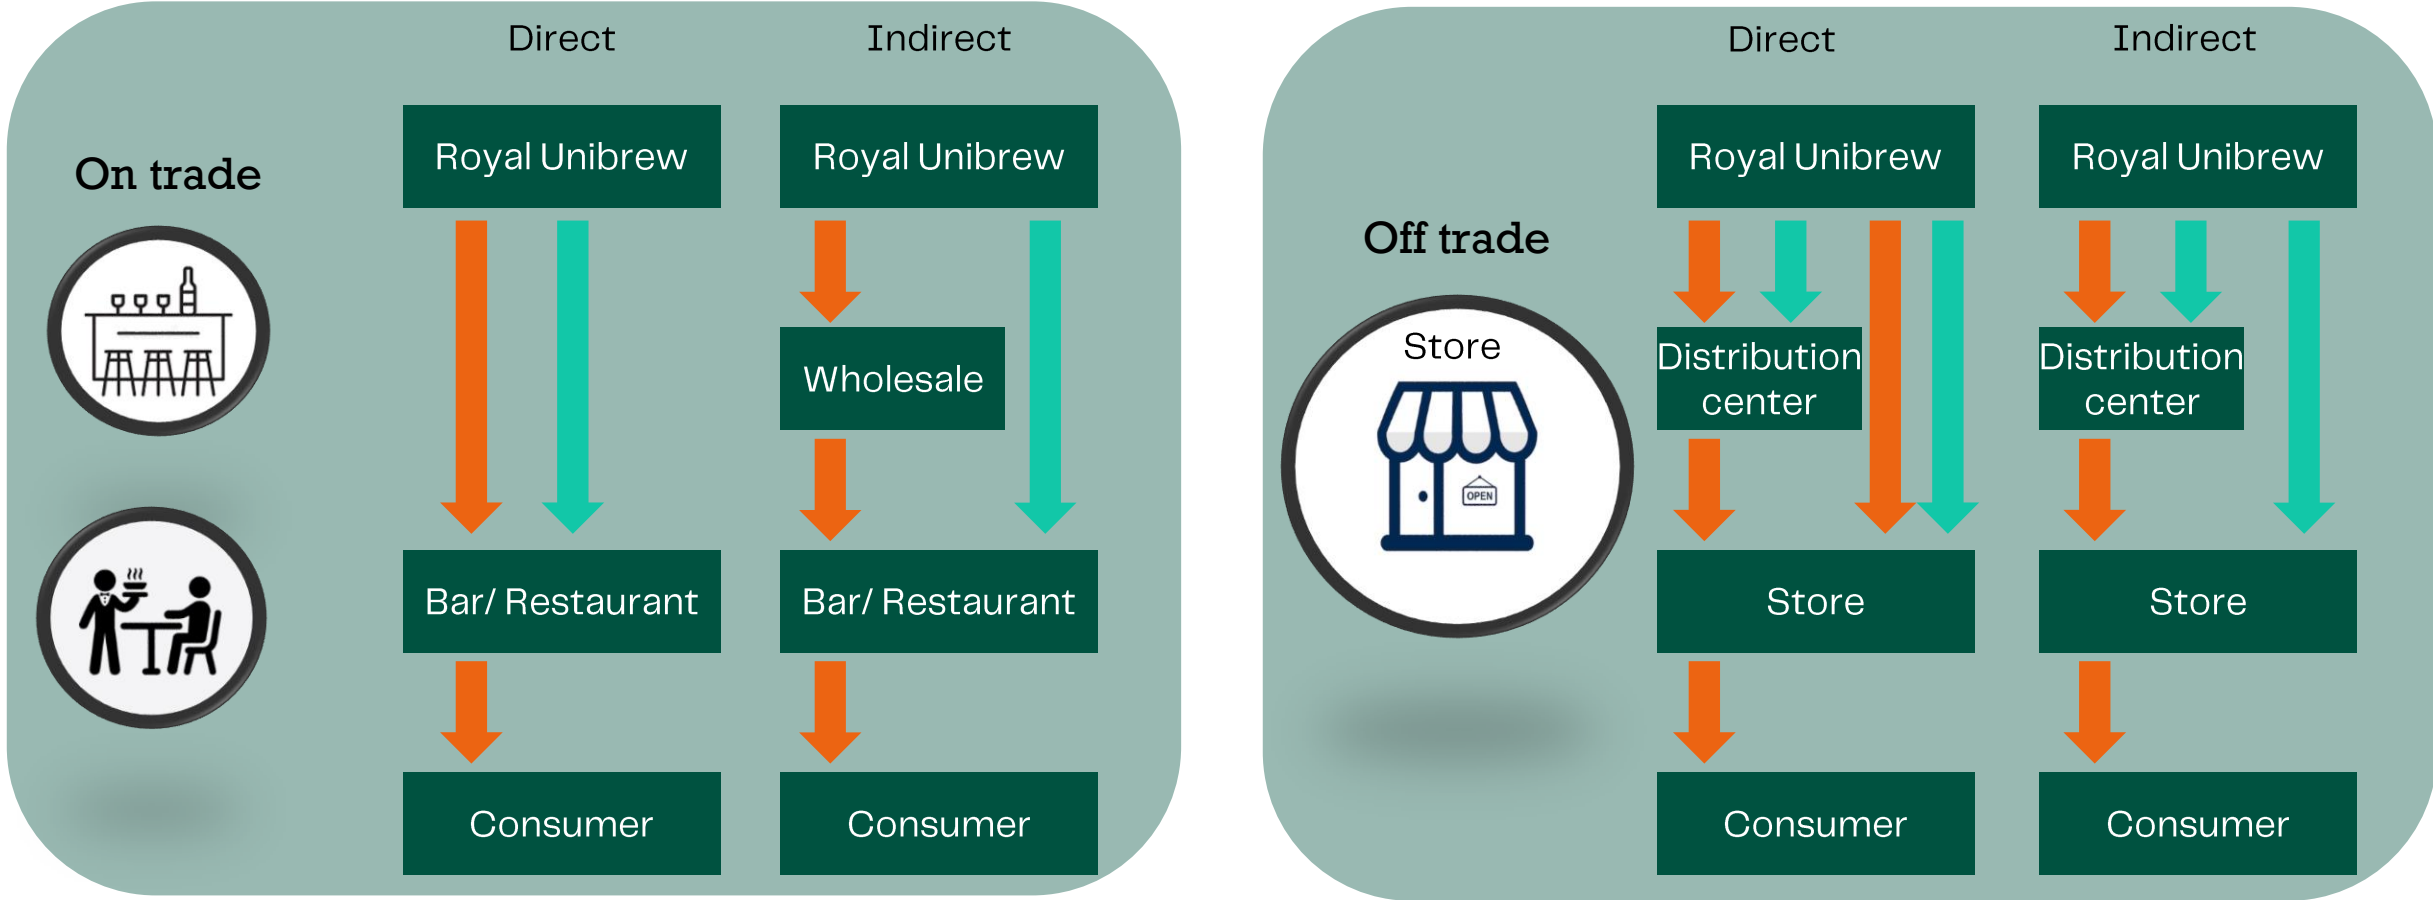 Direct
Indirect
On trade
Royal Unibrew
Royal Unibrew
Wholesale
Bar/ Restaurant
Bar/ Restaurant
Consumer
Consumer
Direct
Indirect
Off trade
Store
OPEN
Royal Unibrew
Royal Unibrew
Distribution
center
Distribution
center
Store
Store
Consumer
Consumer